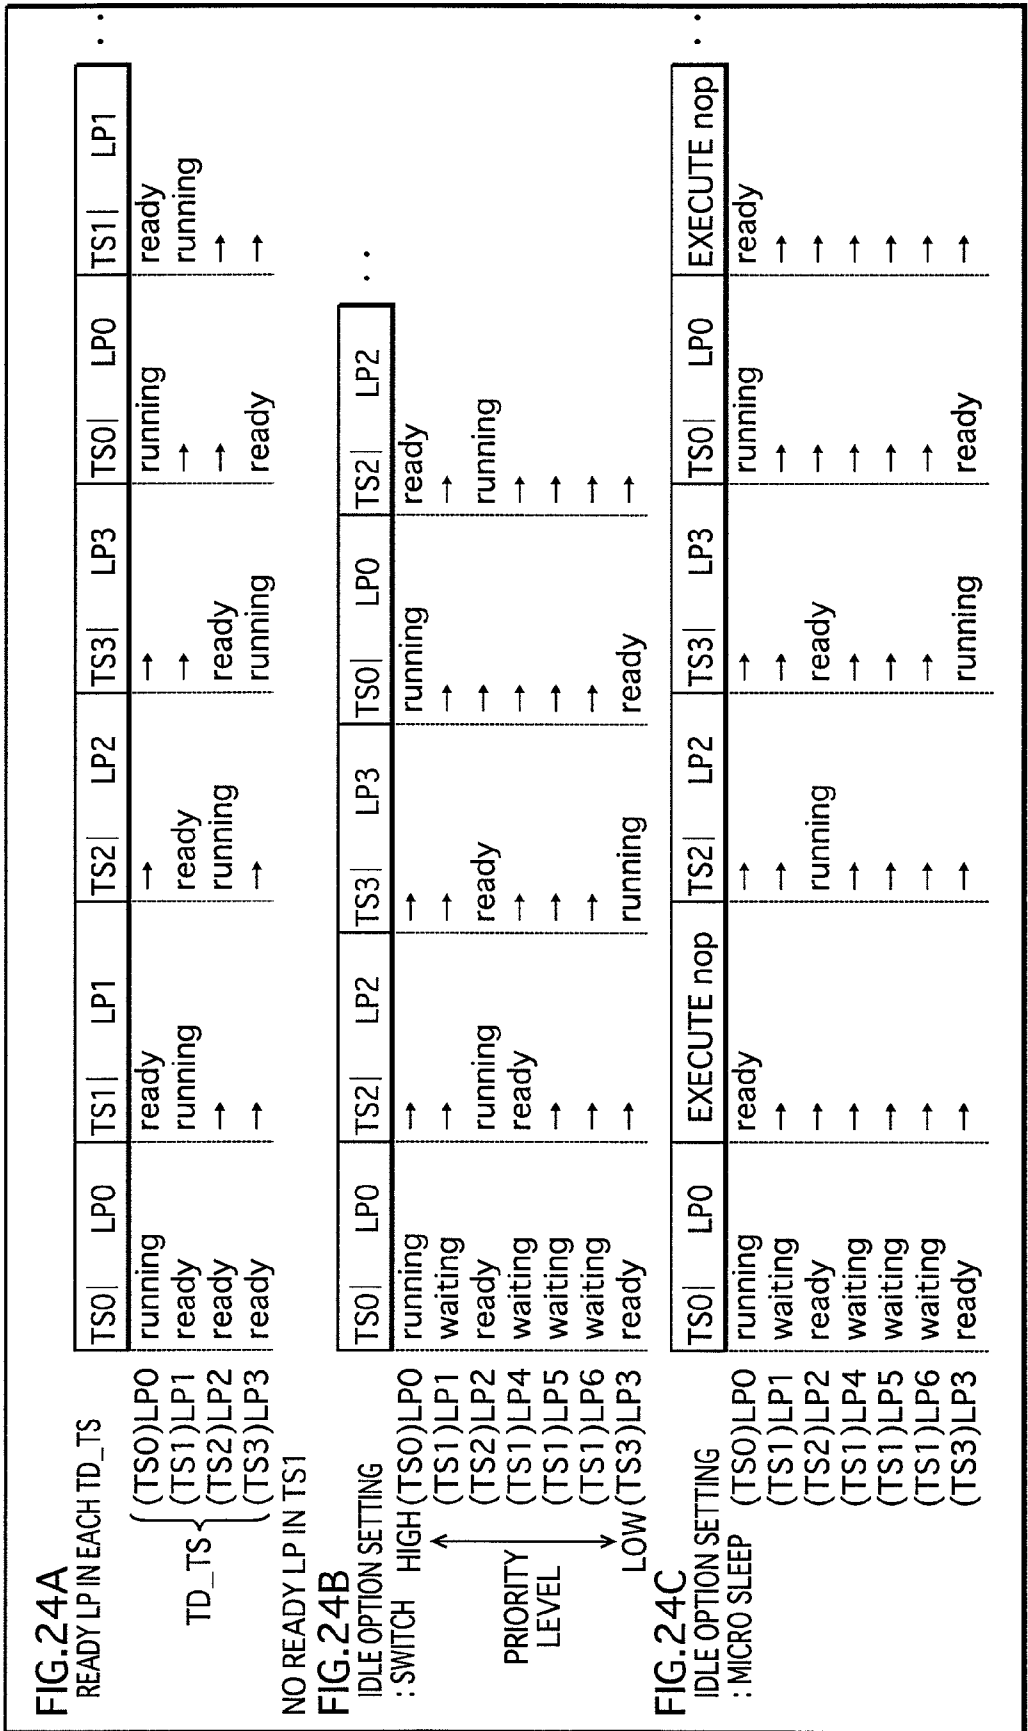 FIG.24A
READY LP IN EACH TD_TS
TS0| LP0 TS1| LP1 TS2| LP2 TS3| LP3 TS0| LP0 TS1| LP1 ··
(TS0)LP0 running ready → → running ready
(TS1)LP1 ready running ready → → running
(TS2)LP2 ready → running ready → →
(TS3)LP3 ready → → running ready →
TD_TS
NO READY LP IN TS1
FIG.24B
IDLE OPTION SETTING
: SWITCH
TS0| LP0 TS2| LP2 TS3| LP3 TS0| LP0 TS2| LP2 ··
HIGH (TS0)LP0 running → → running ready
(TS1)LP1 waiting → → → →
(TS2)LP2 ready running ready → running
(TS1)LP4 waiting ready → → →
(TS1)LP5 waiting → → → →
(TS1)LP6 waiting → → → →
LOW (TS3)LP3 ready → running ready →
PRIORITY
LEVEL
FIG.24C
IDLE OPTION SETTING
: MICRO SLEEP
TS0| LP0 EXECUTE nop TS2| LP2 TS3| LP3 TS0| LP0 EXECUTE nop ··
(TS0)LP0 running ready → → running ready
(TS1)LP1 waiting → → → → →
(TS2)LP2 ready → running ready → →
(TS1)LP4 waiting → → → → →
(TS1)LP5 waiting → → → → →
(TS1)LP6 waiting → → → → →
(TS3)LP3 ready → → running ready →